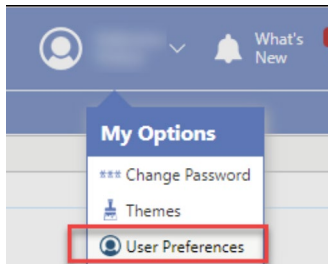 What's
New
My Options
*** Change Password
Themes
User Preferences